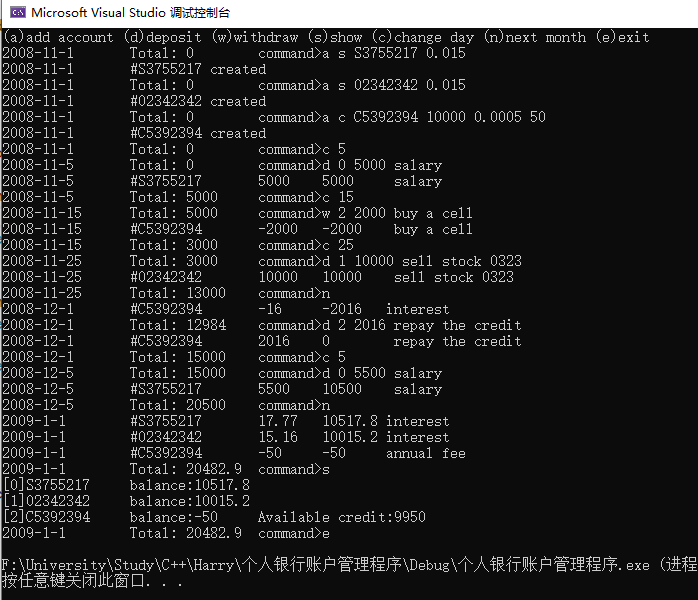 Microsoft Visual Studio 调试控制台
(a)add account (d)deposit (w)withdraw (s)show (c)change day (n)next month (e)exit
2008-11-1 Total: 0 command>a s S3755217 0.015
2008-11-1 #S3755217 created
2008-11-1 Total: 0 command>a s 02342342 0.015
2008-11-1 #02342342 created
2008-11-1 Total: 0 command>a c C5392394 10000 0.0005 50
2008-11-1 #C5392394 created
2008-11-1 Total: 0 command>c 5
2008-11-5 Total: 0 command>d 0 5000 salary
2008-11-5 #S3755217 5000 5000 salary
2008-11-5 Total: 5000 command>c 15
2008-11-15 Total: 5000 command>w 2 2000 buy a cell
2008-11-15 #C5392394 -2000 -2000 buy a cell
2008-11-15 Total: 3000 command>c 25
2008-11-25 Total: 3000 command>d 1 10000 sell stock 0323
2008-11-25 #02342342 10000 10000 sell stock 0323
2008-11-25 Total: 13000 command>n
2008-12-1 #C5392394 -16 -2016 interest
2008-12-1 Total: 12984 command>d 2 2016 repay the credit
2008-12-1 #C5392394 2016 0 repay the credit
2008-12-1 Total: 15000 command>c 5
2008-12-5 Total: 15000 command>d 0 5500 salary
2008-12-5 #S3755217 5500 10500 salary
2008-12-5 Total: 20500 command>n
2009-1-1 #S3755217 17.77 10517.8 interest
2009-1-1 #02342342 15.16 10015.2 interest
2009-1-1 #C5392394 -50 -50 annual fee
2009-1-1 Total: 20482.9 command>s
[0]S3755217 balance:10517.8
[1]02342342 balance:10015.2
[2]C5392394 balance:-50 Available credit:9950
2009-1-1 Total: 20482.9 command>e
F:\University\Study\C++\Harry\个人银行账户管理程序\Debug\个人银行账户管理程序.exe (进程
按任意键关闭此窗口. . .